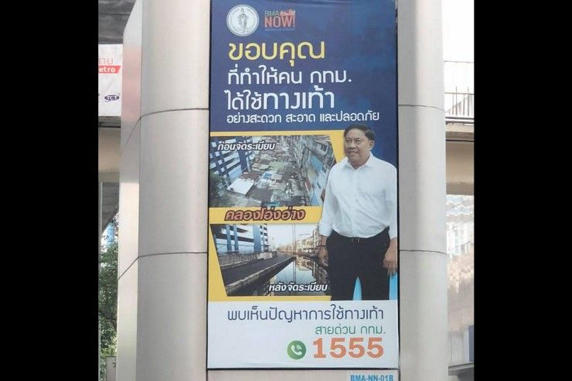 BMA
NOW!
ขอบคุณ
ที่ทำให้คน กทม.
ได้ใช้ทางเท้า
อย่างสะดวก สะอาด และปลอดภัย
ก่อนจัดระเบียบ
คลองโอ่งอ่าง
หลังจัดระเบียบ
พบเห็นปัญหาการใช้ทางเท้า
สายด่วน กทม.
1555
BMA-NN-01B